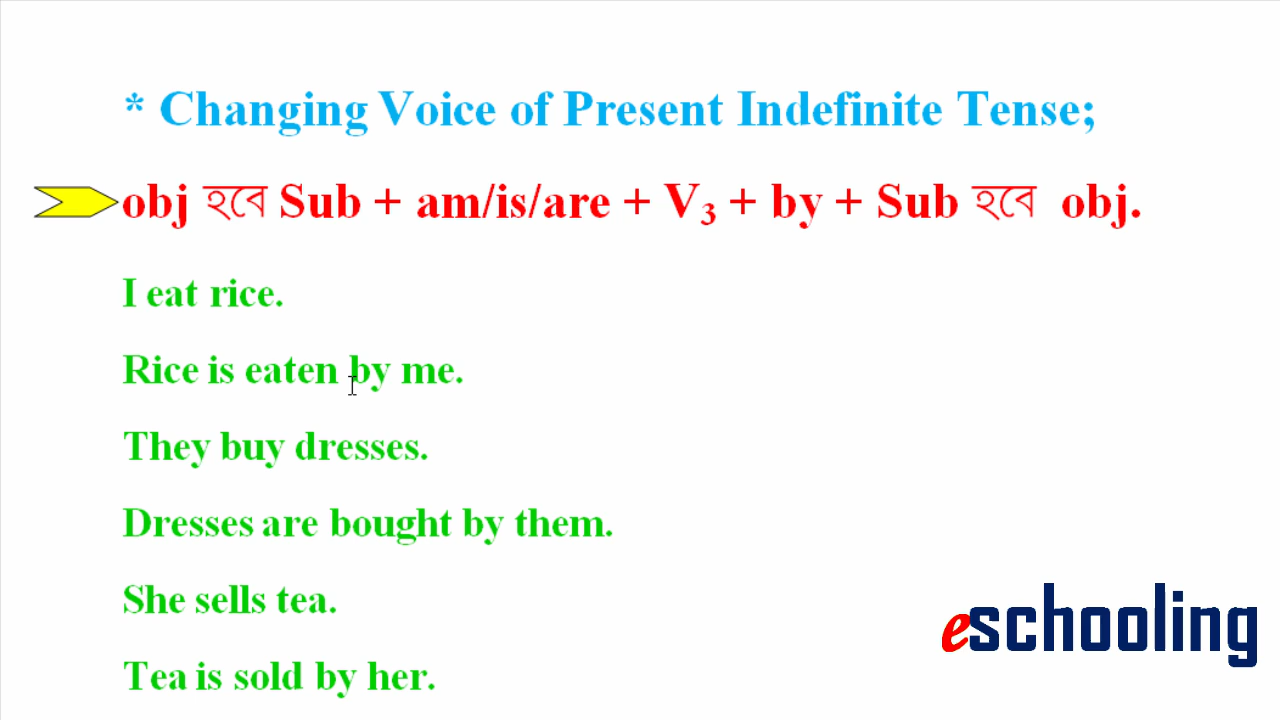 * Changing Voice of Present Indefinite Tense;
obj হবে Sub + am/is/are + V₃ + by + Sub হবে obj.
I eat rice.
Rice is eaten by me.
They buy dresses.
Dresses are bought by them.
She sells tea.
Tea is sold by her.
eschooling